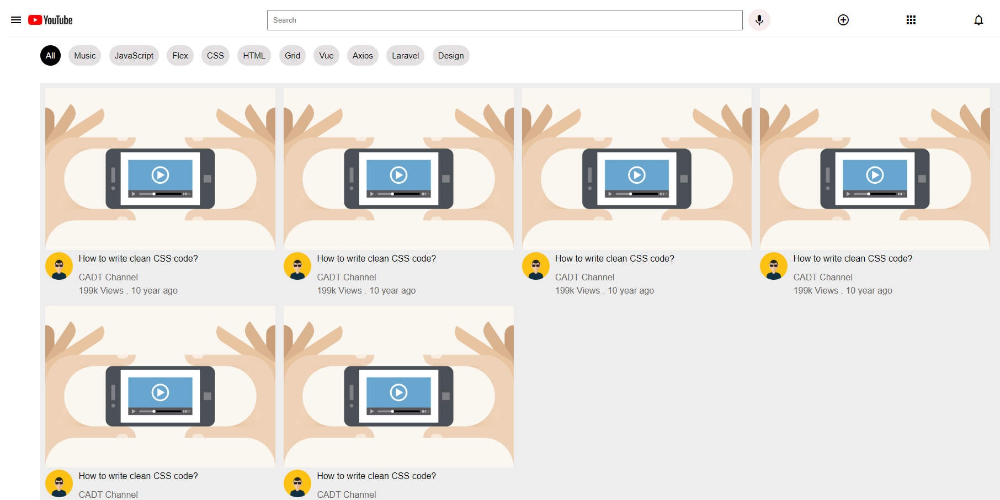 YouTube
Search
All Music JavaScript Flex CSS HTML Grid Vue Axios Laravel Design
How to write clean CSS code?
CADT Channel
199k Views . 10 year ago
How to write clean CSS code?
CADT Channel
199k Views . 10 year ago
How to write clean CSS code?
CADT Channel
199k Views . 10 year ago
How to write clean CSS code?
CADT Channel
199k Views . 10 year ago
How to write clean CSS code?
CADT Channel
How to write clean CSS code?
CADT Channel